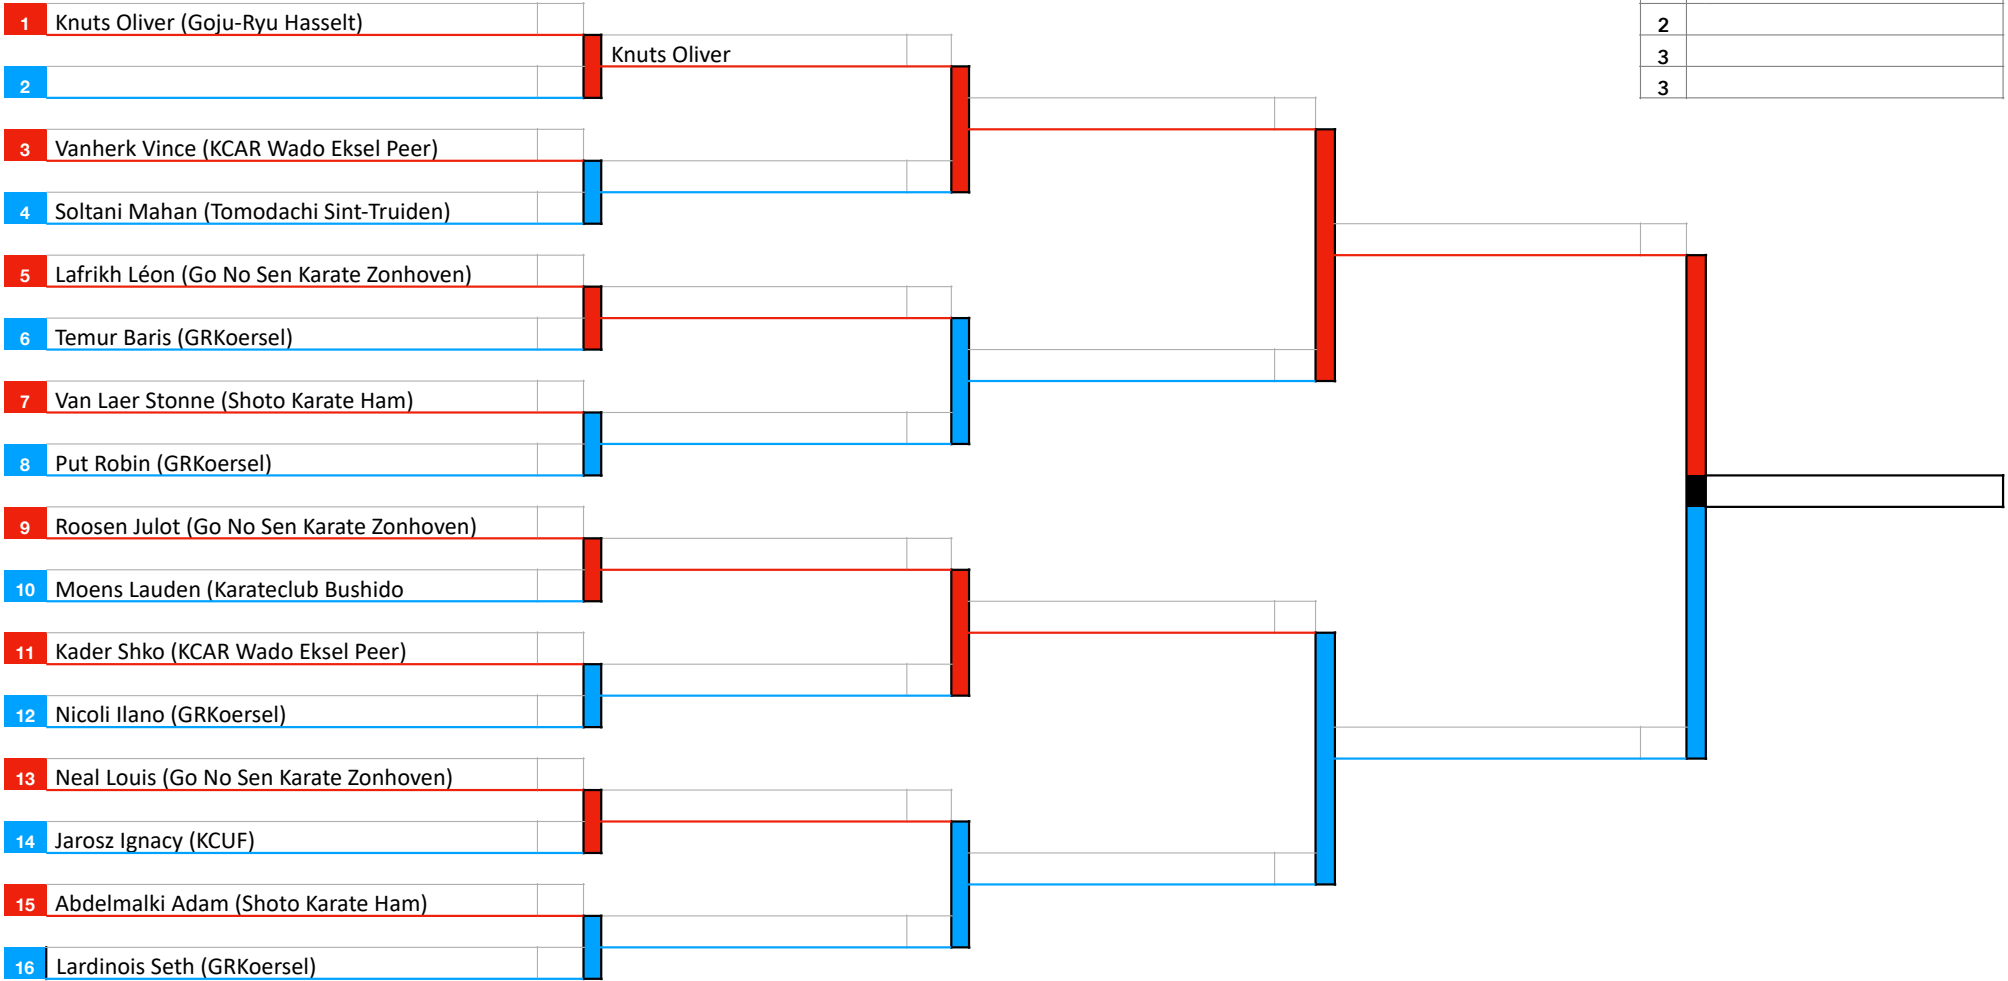 1 Knuts Oliver (Goju-Ryu Hasselt)
2
3 Vanherk Vince (KCAR Wado Eksel Peer)
4 Soltani Mahan (Tomodachi Sint-Truiden)
5 Lafrikh Léon (Go No Sen Karate Zonhoven)
6 Temur Baris (GRKoersel)
7 Van Laer Stonne (Shoto Karate Ham)
8 Put Robin (GRKoersel)
9 Roosen Julot (Go No Sen Karate Zonhoven)
10 Moens Lauden (Karateclub Bushido
11 Kader Shko (KCAR Wado Eksel Peer)
12 Nicoli Ilano (GRKoersel)
13 Neal Louis (Go No Sen Karate Zonhoven)
14 Jarosz Ignacy (KCUF)
15 Abdelmalki Adam (Shoto Karate Ham)
16 Lardinois Seth (GRKoersel)
Knuts Oliver
2
3
3